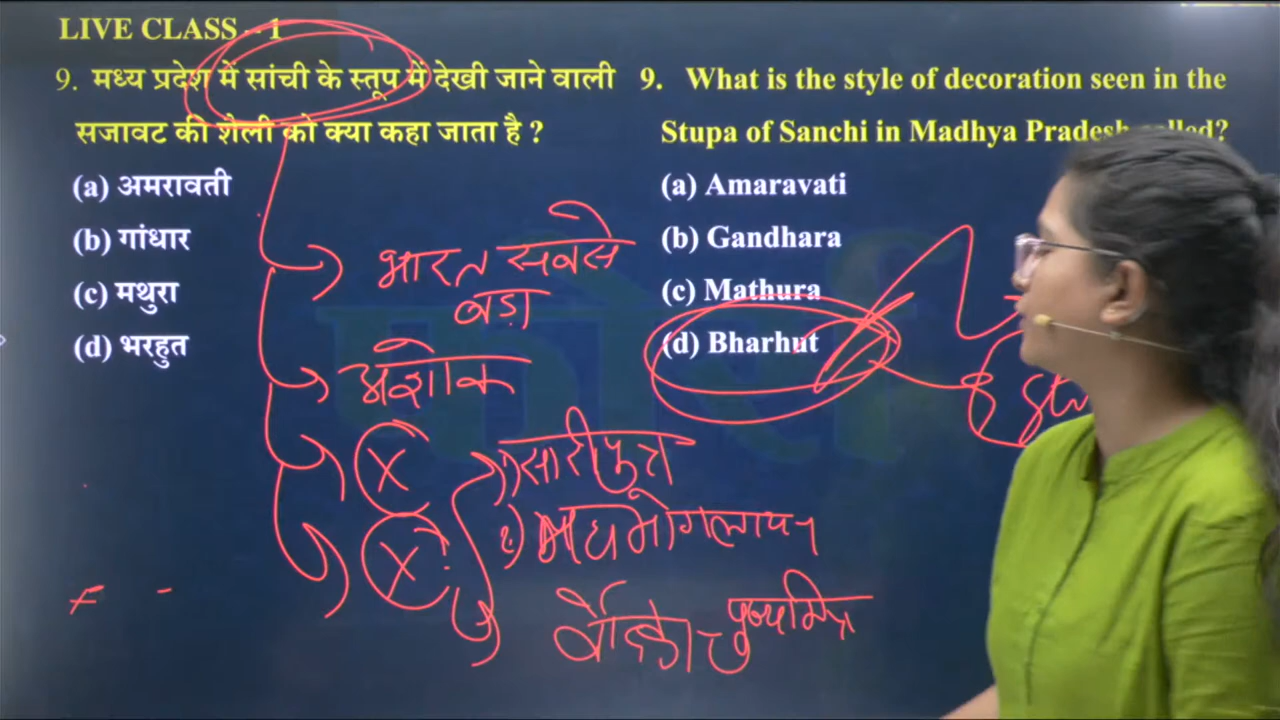 LIVE CLASS – 1
9. मध्य प्रदेश में सांची के स्तूप में देखी जाने वाली
सजावट की शैली को क्या कहा जाता है ?
(a) अमरावती
(b) गांधार
(c) मथुरा
(d) भरहुत
9. What is the style of decoration seen in the
Stupa of Sanchi in Madhya Pradesh called?
(a) Amaravati
(b) Gandhara
(c) Mathura
(d) Bharhut
भारत सबसे
बड़ा
अशोक
सारीपुत्र
पुष्यमित्र